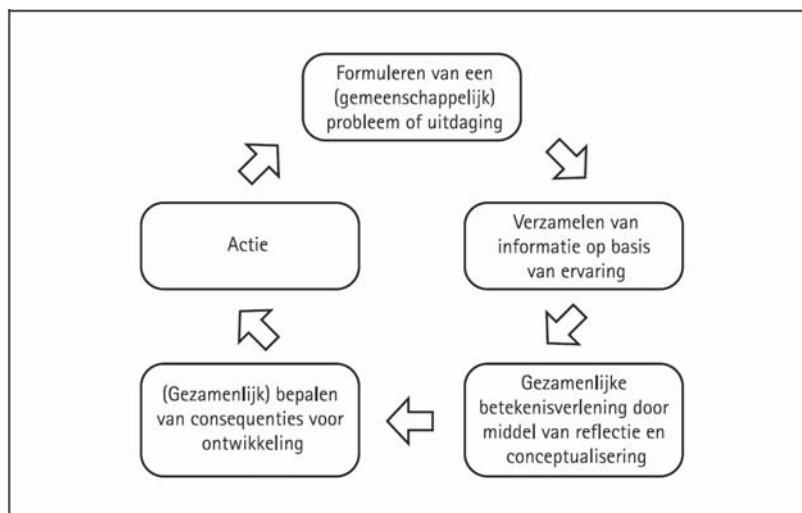 Formuleren van een
(gemeenschappelijk)
probleem of uitdaging
Verzamelen van
informatie op basis
van ervaring
Gezamenlijke
betekenisverlening door
middel van reflectie en
conceptualisering
(Gezamenlijk) bepalen
van consequenties voor
ontwikkeling
Actie